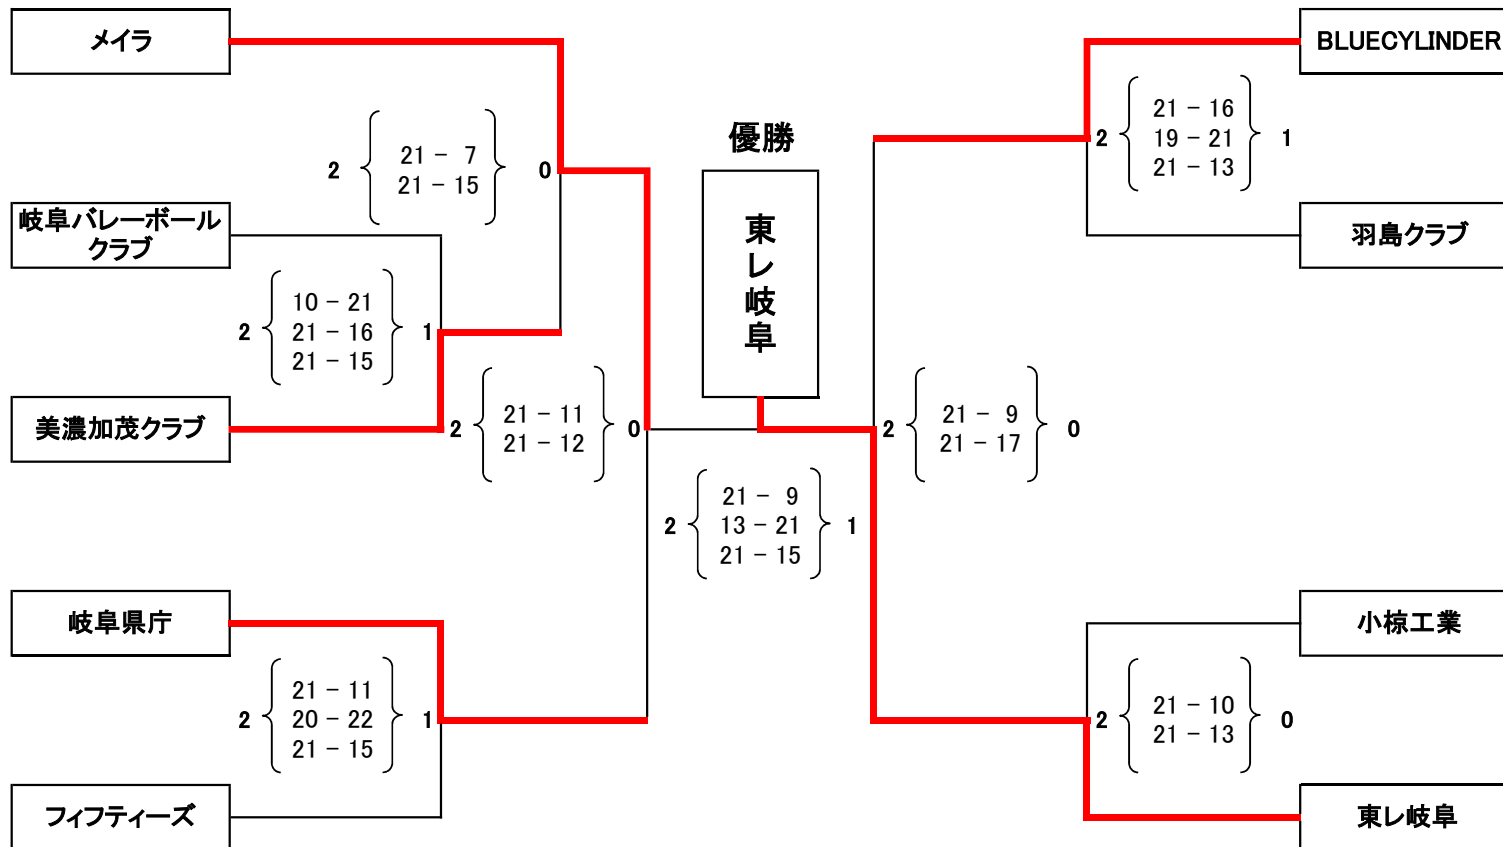 メイラ
BLUECYLINDER
2
21 - 7
21 - 15
0
優勝
2
21 - 16
19 - 21
21 - 13
1
岐阜バレーボール
クラブ
東レ岐阜
羽島クラブ
2
10 - 21
21 - 16
21 - 15
1
美濃加茂クラブ
2
21 - 11
21 - 12
0
2
21 - 9
21 - 17
0
2
21 - 9
13 - 21
21 - 15
1
岐阜県庁
小椋工業
2
21 - 11
20 - 22
21 - 15
1
2
21 - 10
21 - 13
0
フィフティーズ
東レ岐阜